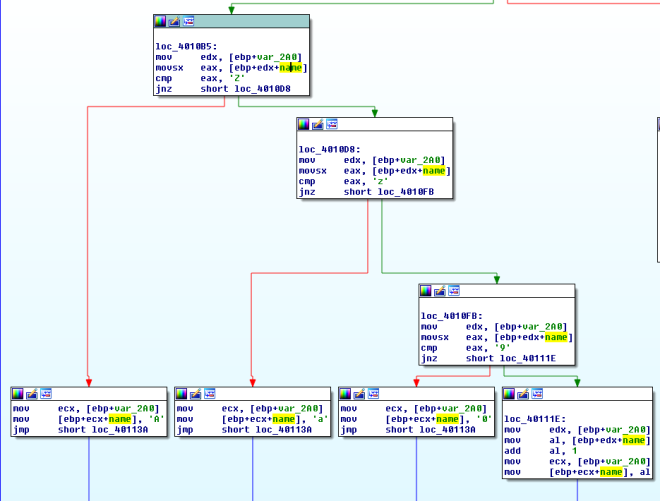 loc_4010B5:
mov edx, [ebp+var_2A0]
movsx eax, [ebp+edx+name]
cmp eax, 'Z'
jnz short loc_4010D8
loc_4010D8:
mov edx, [ebp+var_2A0]
movsx eax, [ebp+edx+name]
cmp eax, 'z'
jnz short loc_4010FB
loc_4010FB:
mov edx, [ebp+var_2A0]
movsx eax, [ebp+edx+name]
cmp eax, '9'
jnz short loc_40111E
mov ecx, [ebp+var_2A0]
mov [ebp+ecx+name], 'A'
jmp short loc_40113A
mov ecx, [ebp+var_2A0]
mov [ebp+ecx+name], 'a'
jmp short loc_40113A
mov ecx, [ebp+var_2A0]
mov [ebp+ecx+name], '0'
jmp short loc_40113A
loc_40111E:
mov edx, [ebp+var_2A0]
mov al, [ebp+edx+name]
add al, 1
mov ecx, [ebp+var_2A0]
mov [ebp+ecx+name], al